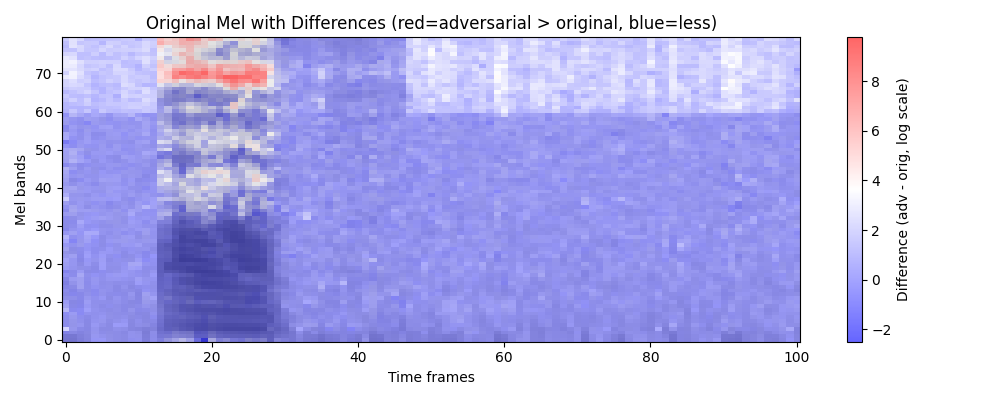 Original Mel with Differences (red=adversarial > original, blue=less)
Mel bands
70
60
50
40
30
20
10
0
0 20 40 60 80 100
Time frames
8
6
4
2
0
−2
Difference (adv - orig, log scale)